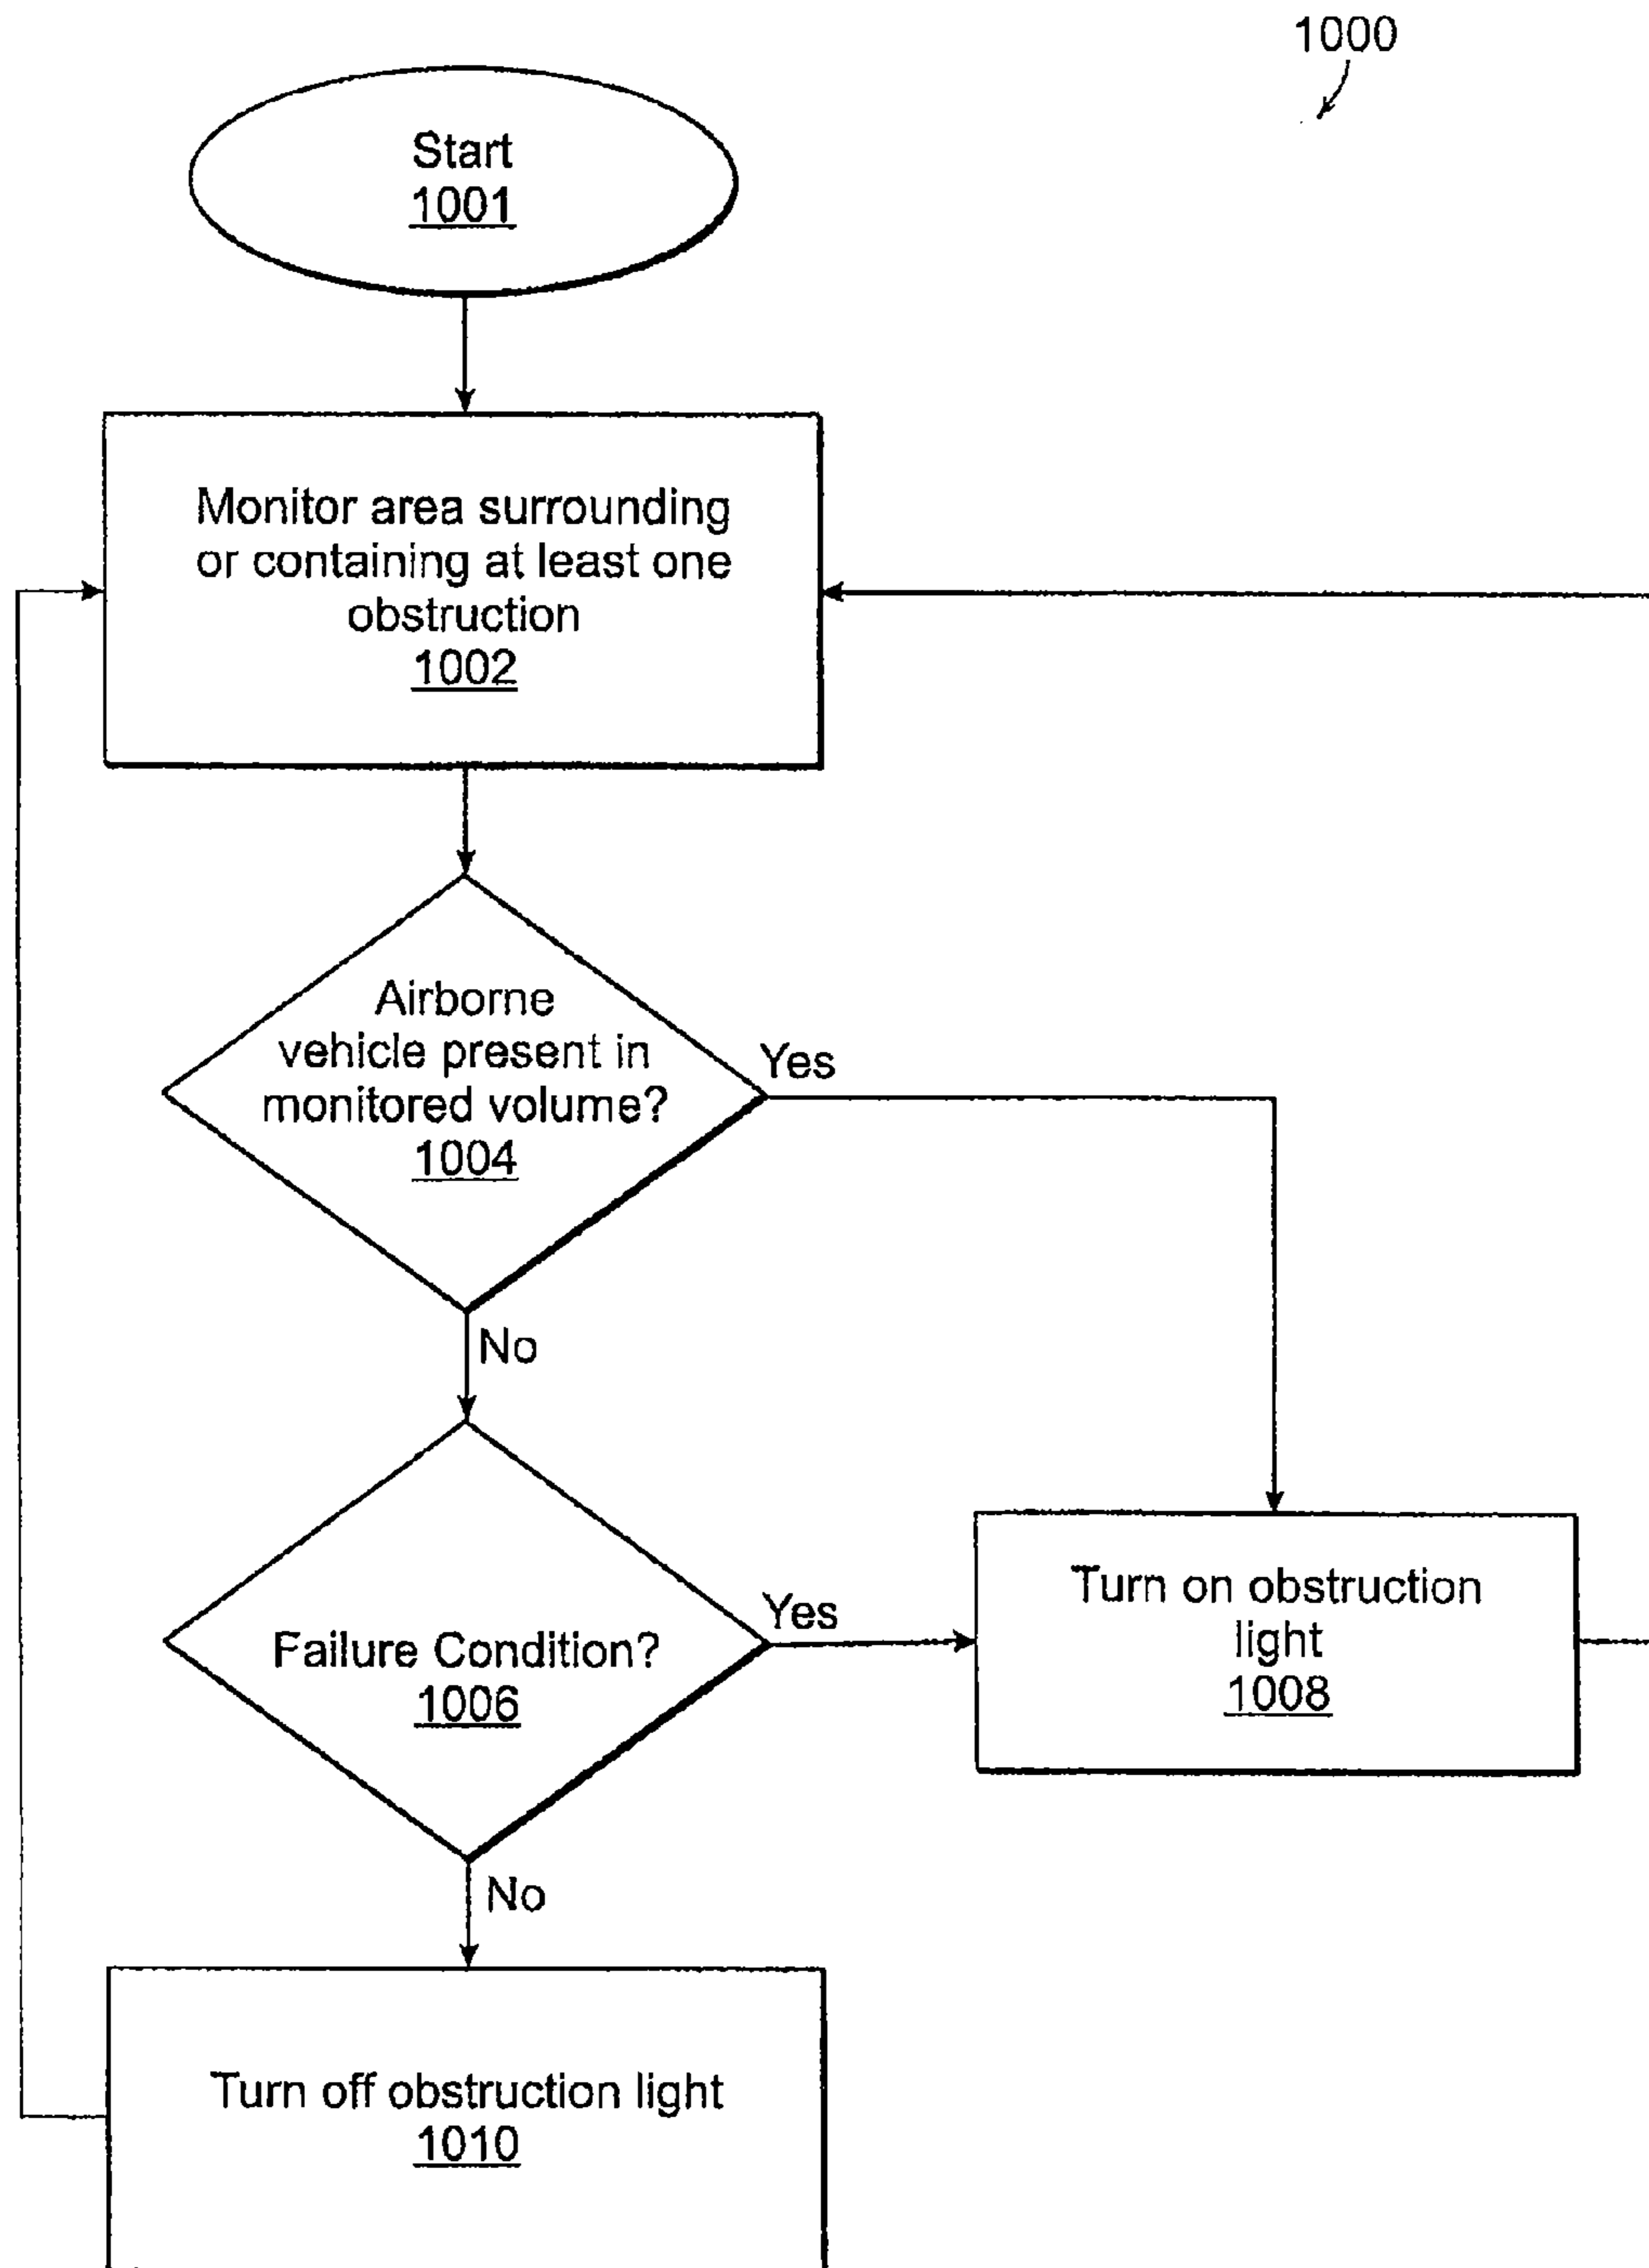 1000
Start
1001
Monitor area surrounding
or containing at least one
obstruction
1002
Airborne
vehicle present in
monitored volume?
1004
Yes
No
Failure Condition?
1006
Yes
Turn on obstruction
light
1008
No
Turn off obstruction light
1010